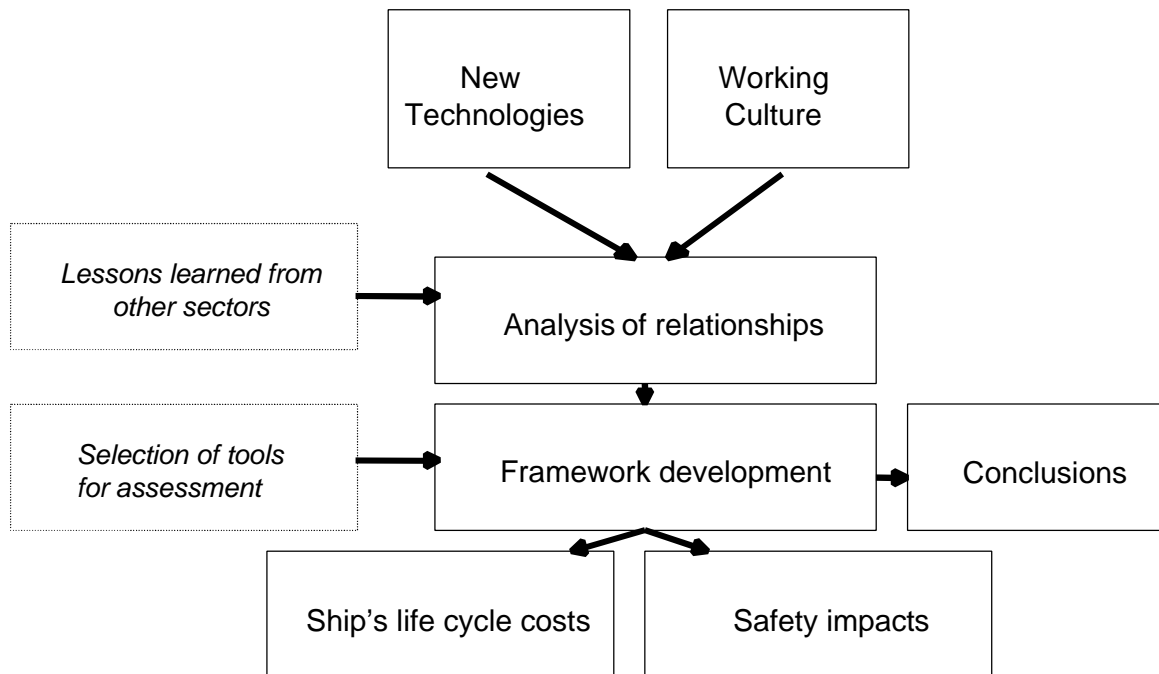 New
Technologies
Working
Culture
Lessons learned from
other sectors
Analysis of relationships
Selection of tools
for assessment
Framework development
Conclusions
Ship’s life cycle costs
Safety impacts